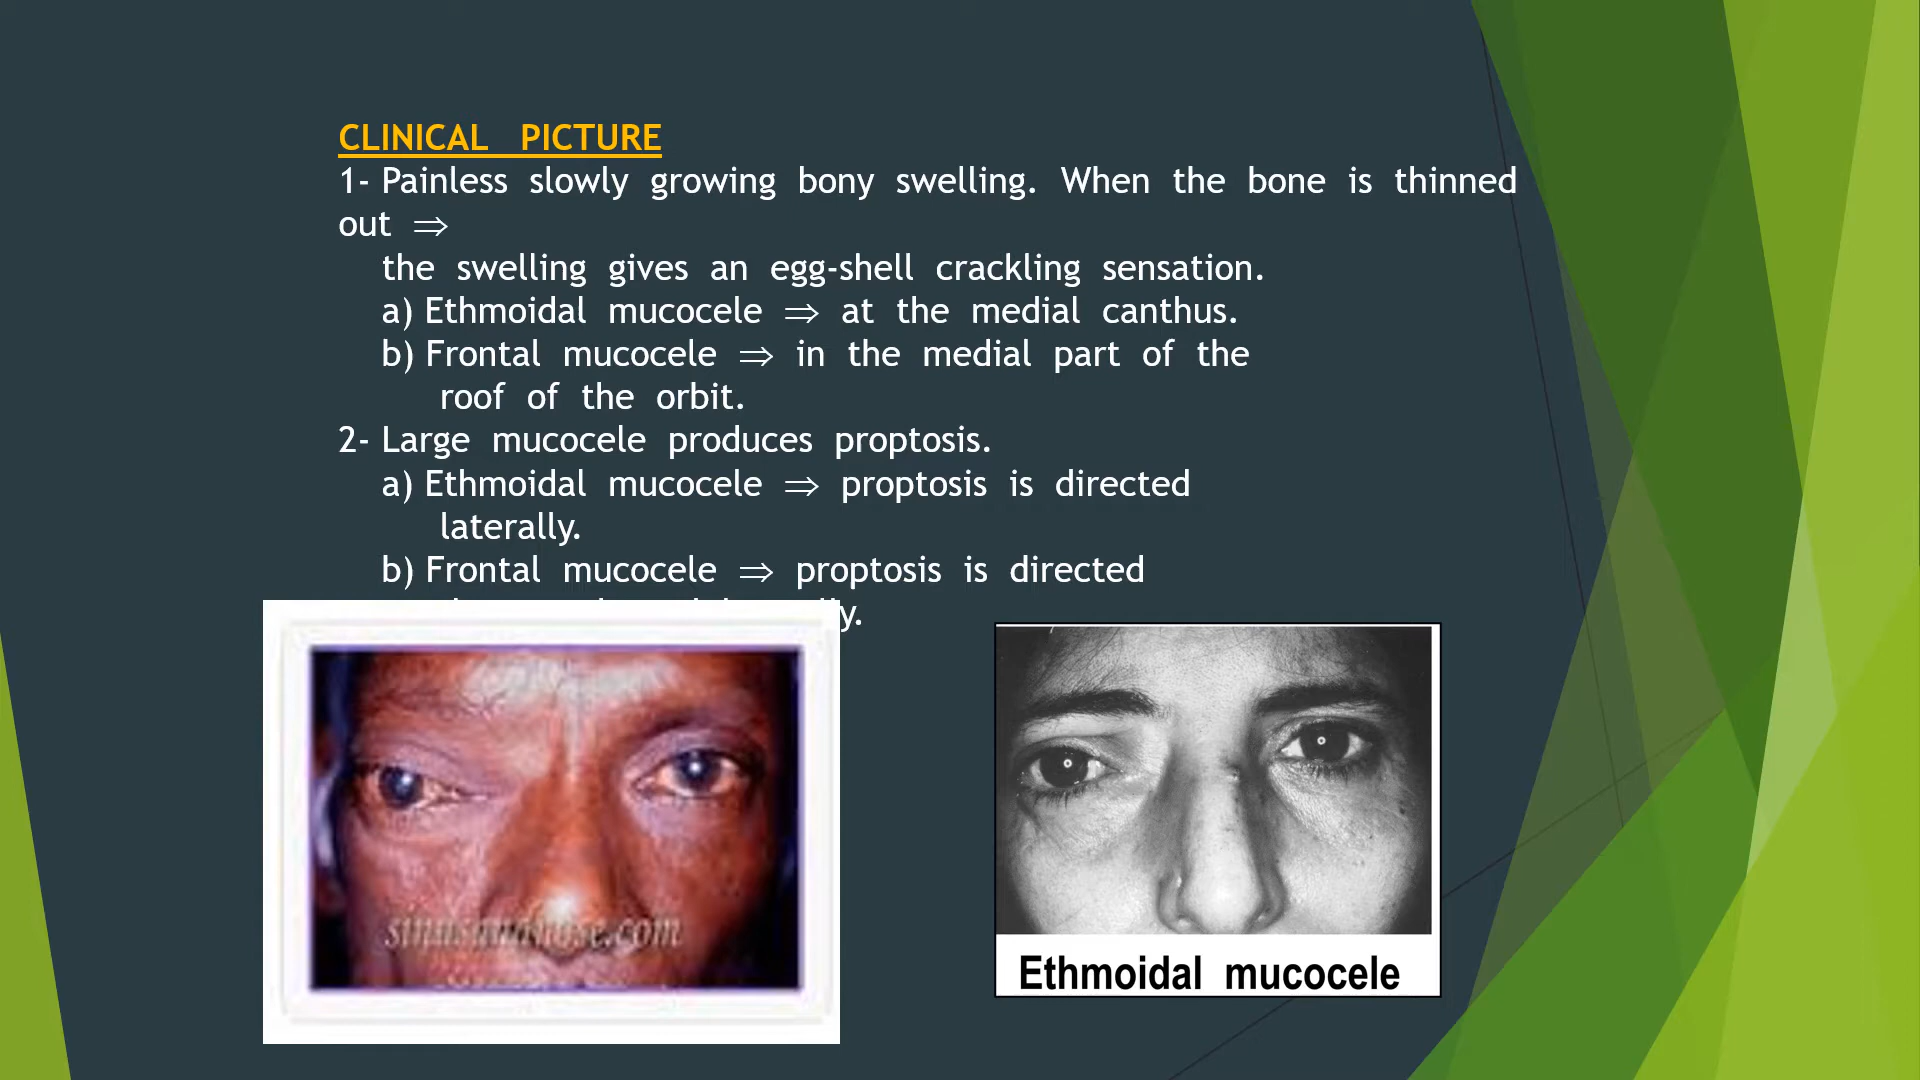 CLINICAL PICTURE
1- Painless slowly growing bony swelling. When the bone is thinned
out ⇒
the swelling gives an egg-shell crackling sensation.
a) Ethmoidal mucocele ⇒ at the medial canthus.
b) Frontal mucocele ⇒ in the medial part of the
roof of the orbit.
2- Large mucocele produces proptosis.
a) Ethmoidal mucocele ⇒ proptosis is directed
laterally.
b) Frontal mucocele ⇒ proptosis is directed
Ethmoidal mucocele